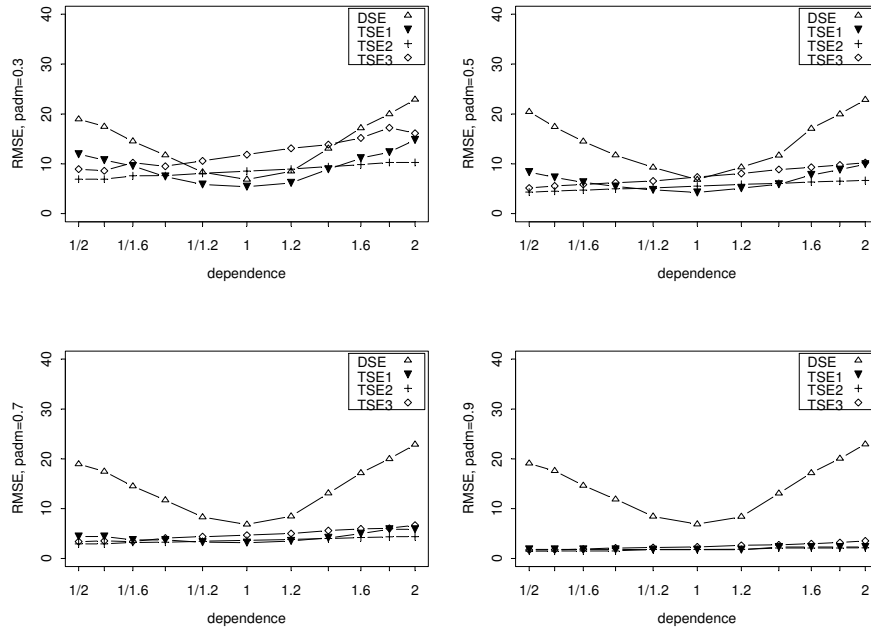 RMSE, padm=0.3
40
30
20
10
0
DSE
TSE1
TSE2
TSE3
1/2
1/1.6
1/1.2
1
1.2
1.6
2
dependence
RMSE, padm=0.5
40
30
20
10
0
DSE
TSE1
TSE2
TSE3
1/2
1/1.6
1/1.2
1
1.2
1.6
2
dependence
RMSE, padm=0.7
40
30
20
10
0
DSE
TSE1
TSE2
TSE3
1/2
1/1.6
1/1.2
1
1.2
1.6
2
dependence
RMSE, padm=0.9
40
30
20
10
0
DSE
TSE1
TSE2
TSE3
1/2
1/1.6
1/1.2
1
1.2
1.6
2
dependence